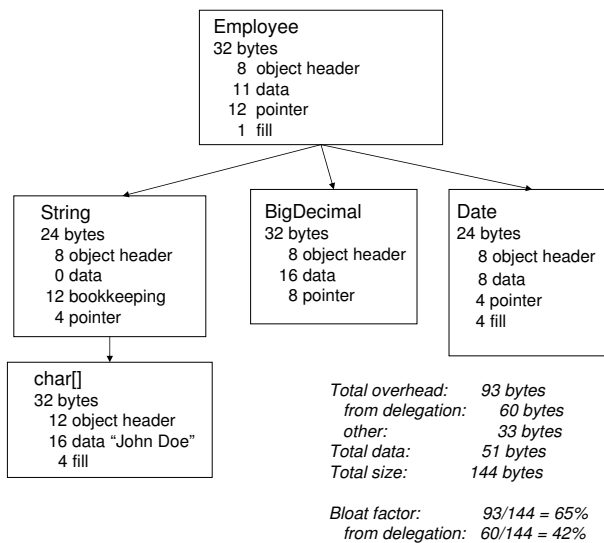 Employee
32 bytes
8 object header
11 data
12 pointer
1 fill
String
24 bytes
8 object header
0 data
12 bookkeeping
4 pointer
BigDecimal
32 bytes
8 object header
16 data
8 pointer
Date
24 bytes
8 object header
8 data
4 pointer
4 fill
char[]
32 bytes
12 object header
16 data “John Doe”
4 fill
Total overhead: 93 bytes
from delegation: 60 bytes
other: 33 bytes
Total data: 51 bytes
Total size: 144 bytes
Bloat factor: 93/144 = 65%
from delegation: 60/144 = 42%